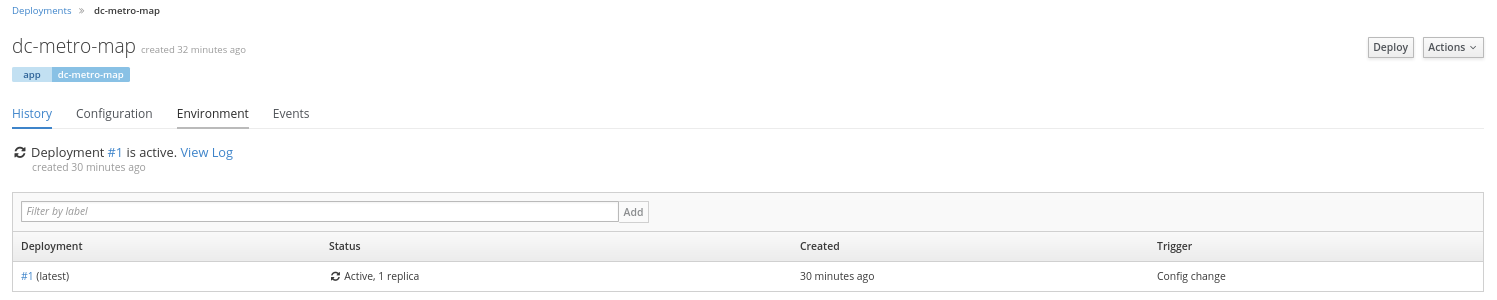 Deployments » dc-metro-map
dc-metro-map created 32 minutes ago
Deploy Actions
app dc-metro-map
History Configuration Environment Events
Deployment #1 is active. View Log
created 30 minutes ago
Filter by label Add
Deployment Status Created Trigger
#1 (latest) Active, 1 replica 30 minutes ago Config change